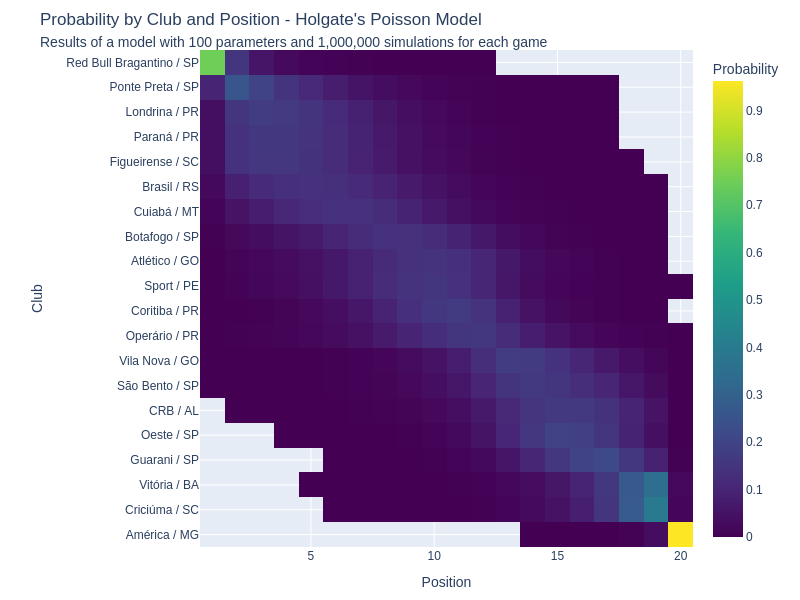 Probability by Club and Position - Holgate's Poisson Model
Results of a model with 100 parameters and 1,000,000 simulations for each game
Probability
Red Bull Bragantino / SP
Ponte Preta / SP
Londrina / PR
Paraná / PR
Figueirense / SC
Brasil / RS
Cuiabá / MT
Botafogo / SP
Atlético / GO
Sport / PE
Coritiba / PR
Operário / PR
Vila Nova / GO
São Bento / SP
CRB / AL
Oeste / SP
Guarani / SP
Vitória / BA
Criciúma / SC
América / MG
Club
5
10
15
20
Position
0.9
0.8
0.7
0.6
0.5
0.4
0.3
0.2
0.1
0